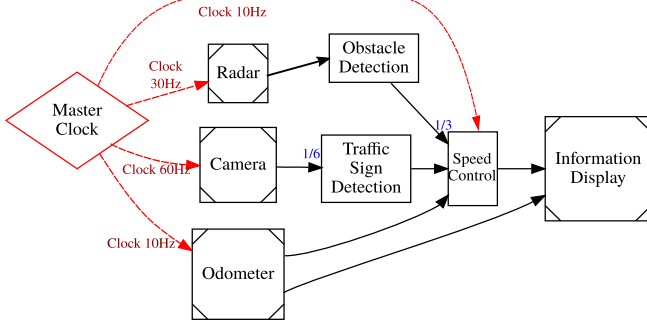 Clock 10Hz
Obstacle
Detection
Clock
30Hz
Radar
Master
Clock
1/3
Clock 60Hz
Camera
1/6
Traffic
Sign
Detection
Speed
Control
Information
Display
Clock 10Hz
Odometer